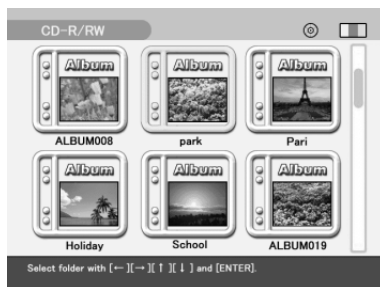 CD-R/RW
Album Album Album
ALBUM008 park Pari
Album Album Album
Holiday School ALBUM019
Select folder with [←][→][↑][↓] and [ENTER].